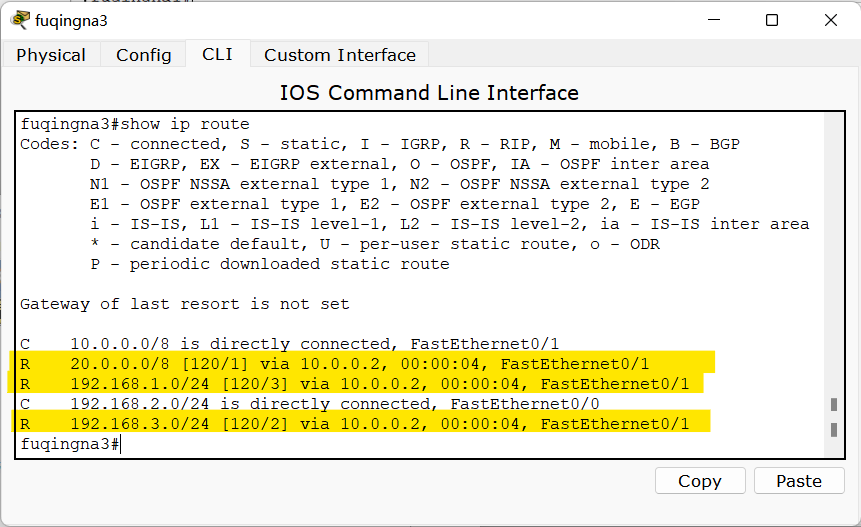 fuqingna3
Physical Config CLI Custom Interface
IOS Command Line Interface
fuqingna3#show ip route
Codes: C - connected, S - static, I - IGRP, R - RIP, M - mobile, B - BGP
       D - EIGRP, EX - EIGRP external, O - OSPF, IA - OSPF inter area
       N1 - OSPF NSSA external type 1, N2 - OSPF NSSA external type 2
       E1 - OSPF external type 1, E2 - OSPF external type 2, E - EGP
       i - IS-IS, L1 - IS-IS level-1, L2 - IS-IS level-2, ia - IS-IS inter area
       * - candidate default, U - per-user static route, o - ODR
       P - periodic downloaded static route
Gateway of last resort is not set
C    10.0.0.0/8 is directly connected, FastEthernet0/1
R    20.0.0.0/8 [120/1] via 10.0.0.2, 00:00:04, FastEthernet0/1
R    192.168.1.0/24 [120/3] via 10.0.0.2, 00:00:04, FastEthernet0/1
C    192.168.2.0/24 is directly connected, FastEthernet0/0
R    192.168.3.0/24 [120/2] via 10.0.0.2, 00:00:04, FastEthernet0/1
fuqingna3#
Copy Paste